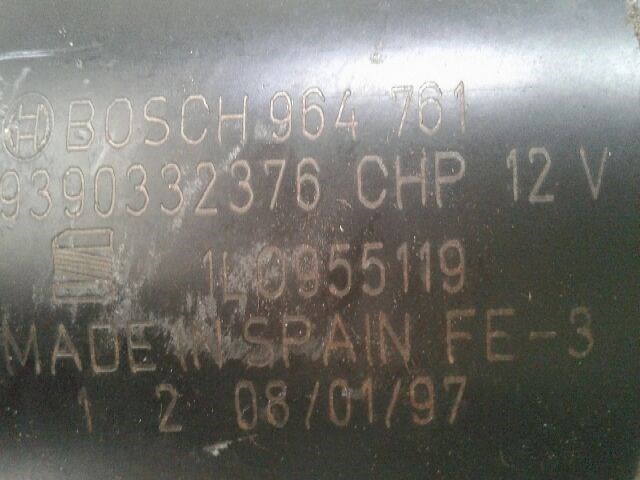 BOSCH 964 761
9390332376 CHP 12 V
1L0955119
MADE IN SPAIN FE-3
1 2 08/01/97